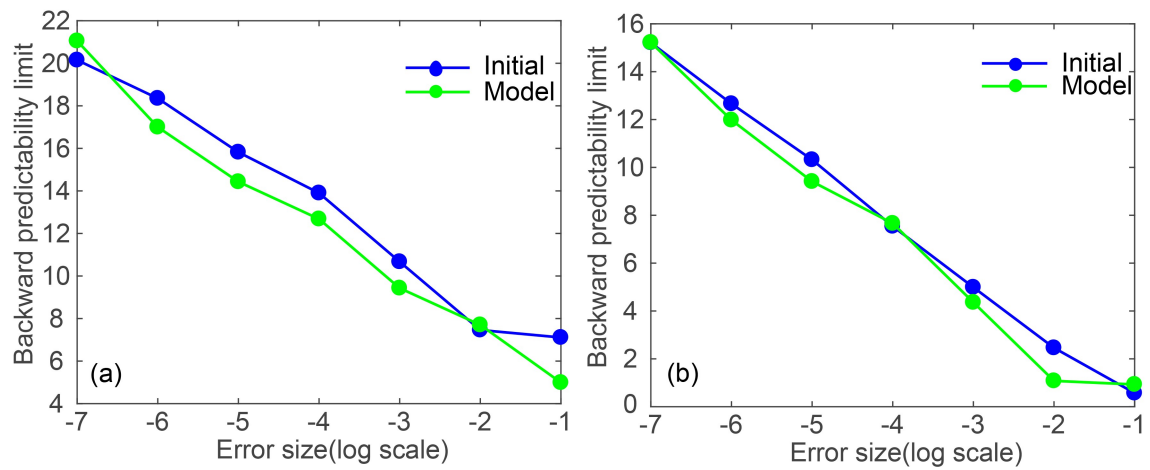 Backward predictability limit
22
20
18
16
14
12
10
8
6
4
Initial
Model
(a)
-7 -6 -5 -4 -3 -2 -1
Error size(log scale)
Backward predictability limit
16
14
12
10
8
6
4
2
0
Initial
Model
(b)
-7 -6 -5 -4 -3 -2 -1
Error size(log scale)